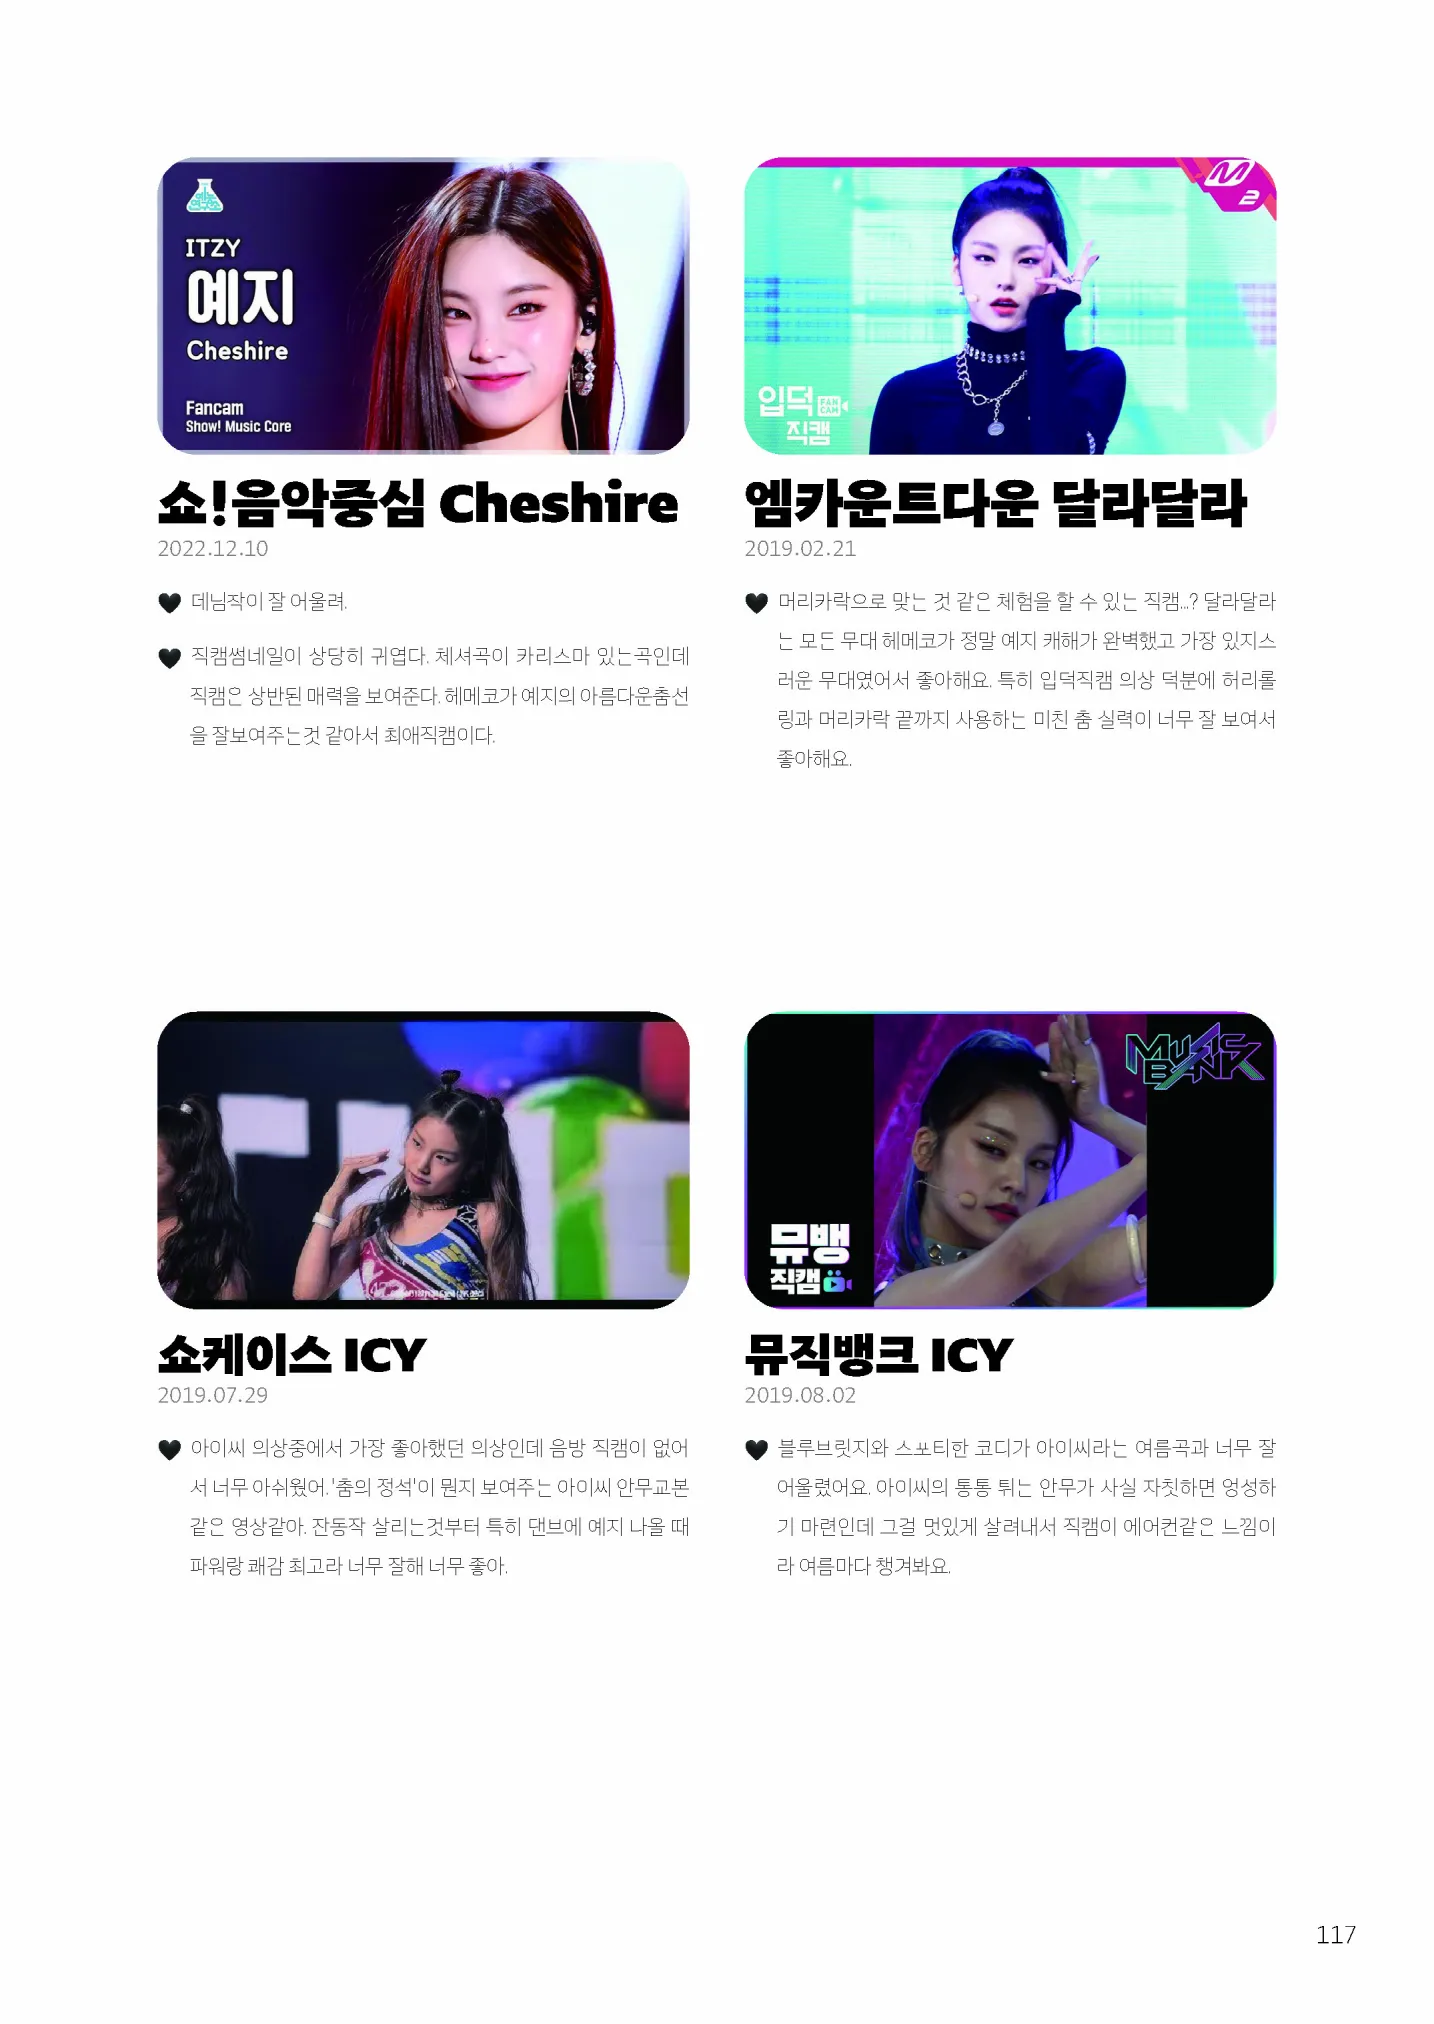 ITZY
예지
Cheshire
Fancam
Show! Music Core
쇼!음악중심 Cheshire
2022.12.10
🖤 데님착이 잘 어울려.
🖤 직캠썸네일이 상당히 귀엽다. 체셔곡이 카리스마 있는곡인데
직캠은 상반된 매력을 보여준다. 헤메코가 예지의 아름다운춤선
을 잘보여주는것 같아서 최애직캠이다.
M2
입덕 FAN CAM
직캠
엠카운트다운 달라달라
2019.02.21
🖤 머리카락으로 맞는 것 같은 체험을 할 수 있는 직캠...? 달라달라
는 모든 무대 헤메코가 정말 예지 캐해가 완벽했고 가장 있지스
러운 무대였어서 좋아해요. 특히 입덕직캠 의상 덕분에 허리롤
링과 머리카락 끝까지 사용하는 미친 춤 실력이 너무 잘 보여서
좋아해요.
쇼케이스 ICY
2019.07.29
🖤 아이씨 의상중에서 가장 좋아했던 의상인데 음방 직캠이 없어
서 너무 아쉬웠어. '춤의 정석'이 뭔지 보여주는 아이씨 안무교본
같은 영상같아. 잔동작 살리는것부터 특히 댄브에 예지 나올 때
파워랑 쾌감 최고라 너무 잘해 너무 좋아.
MUSIC
BANK
뮤뱅
직캠
뮤직뱅크 ICY
2019.08.02
🖤 블루브릿지와 스포티한 코디가 아이씨라는 여름곡과 너무 잘
어울렸어요. 아이씨의 통통 튀는 안무가 사실 자칫하면 엉성하
기 마련인데 그걸 멋있게 살려내서 직캠이 에어컨같은 느낌이
라 여름마다 챙겨봐요.
117